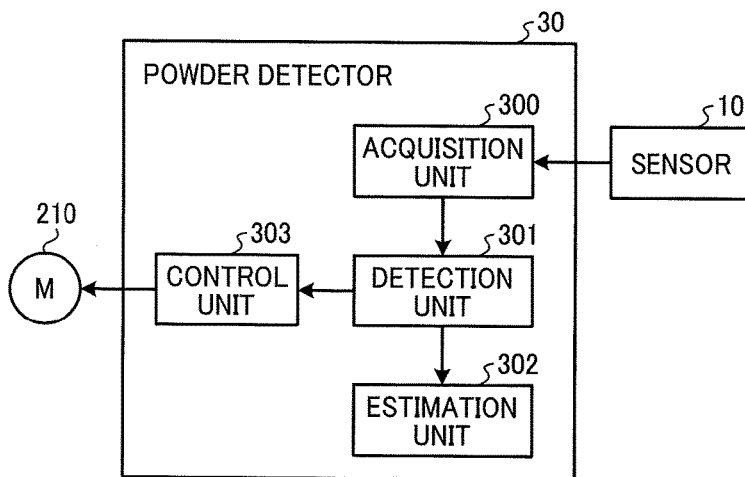 30
POWDER DETECTOR
300
ACQUISITION
UNIT
10
SENSOR
210
M
303
CONTROL
UNIT
301
DETECTION
UNIT
302
ESTIMATION
UNIT